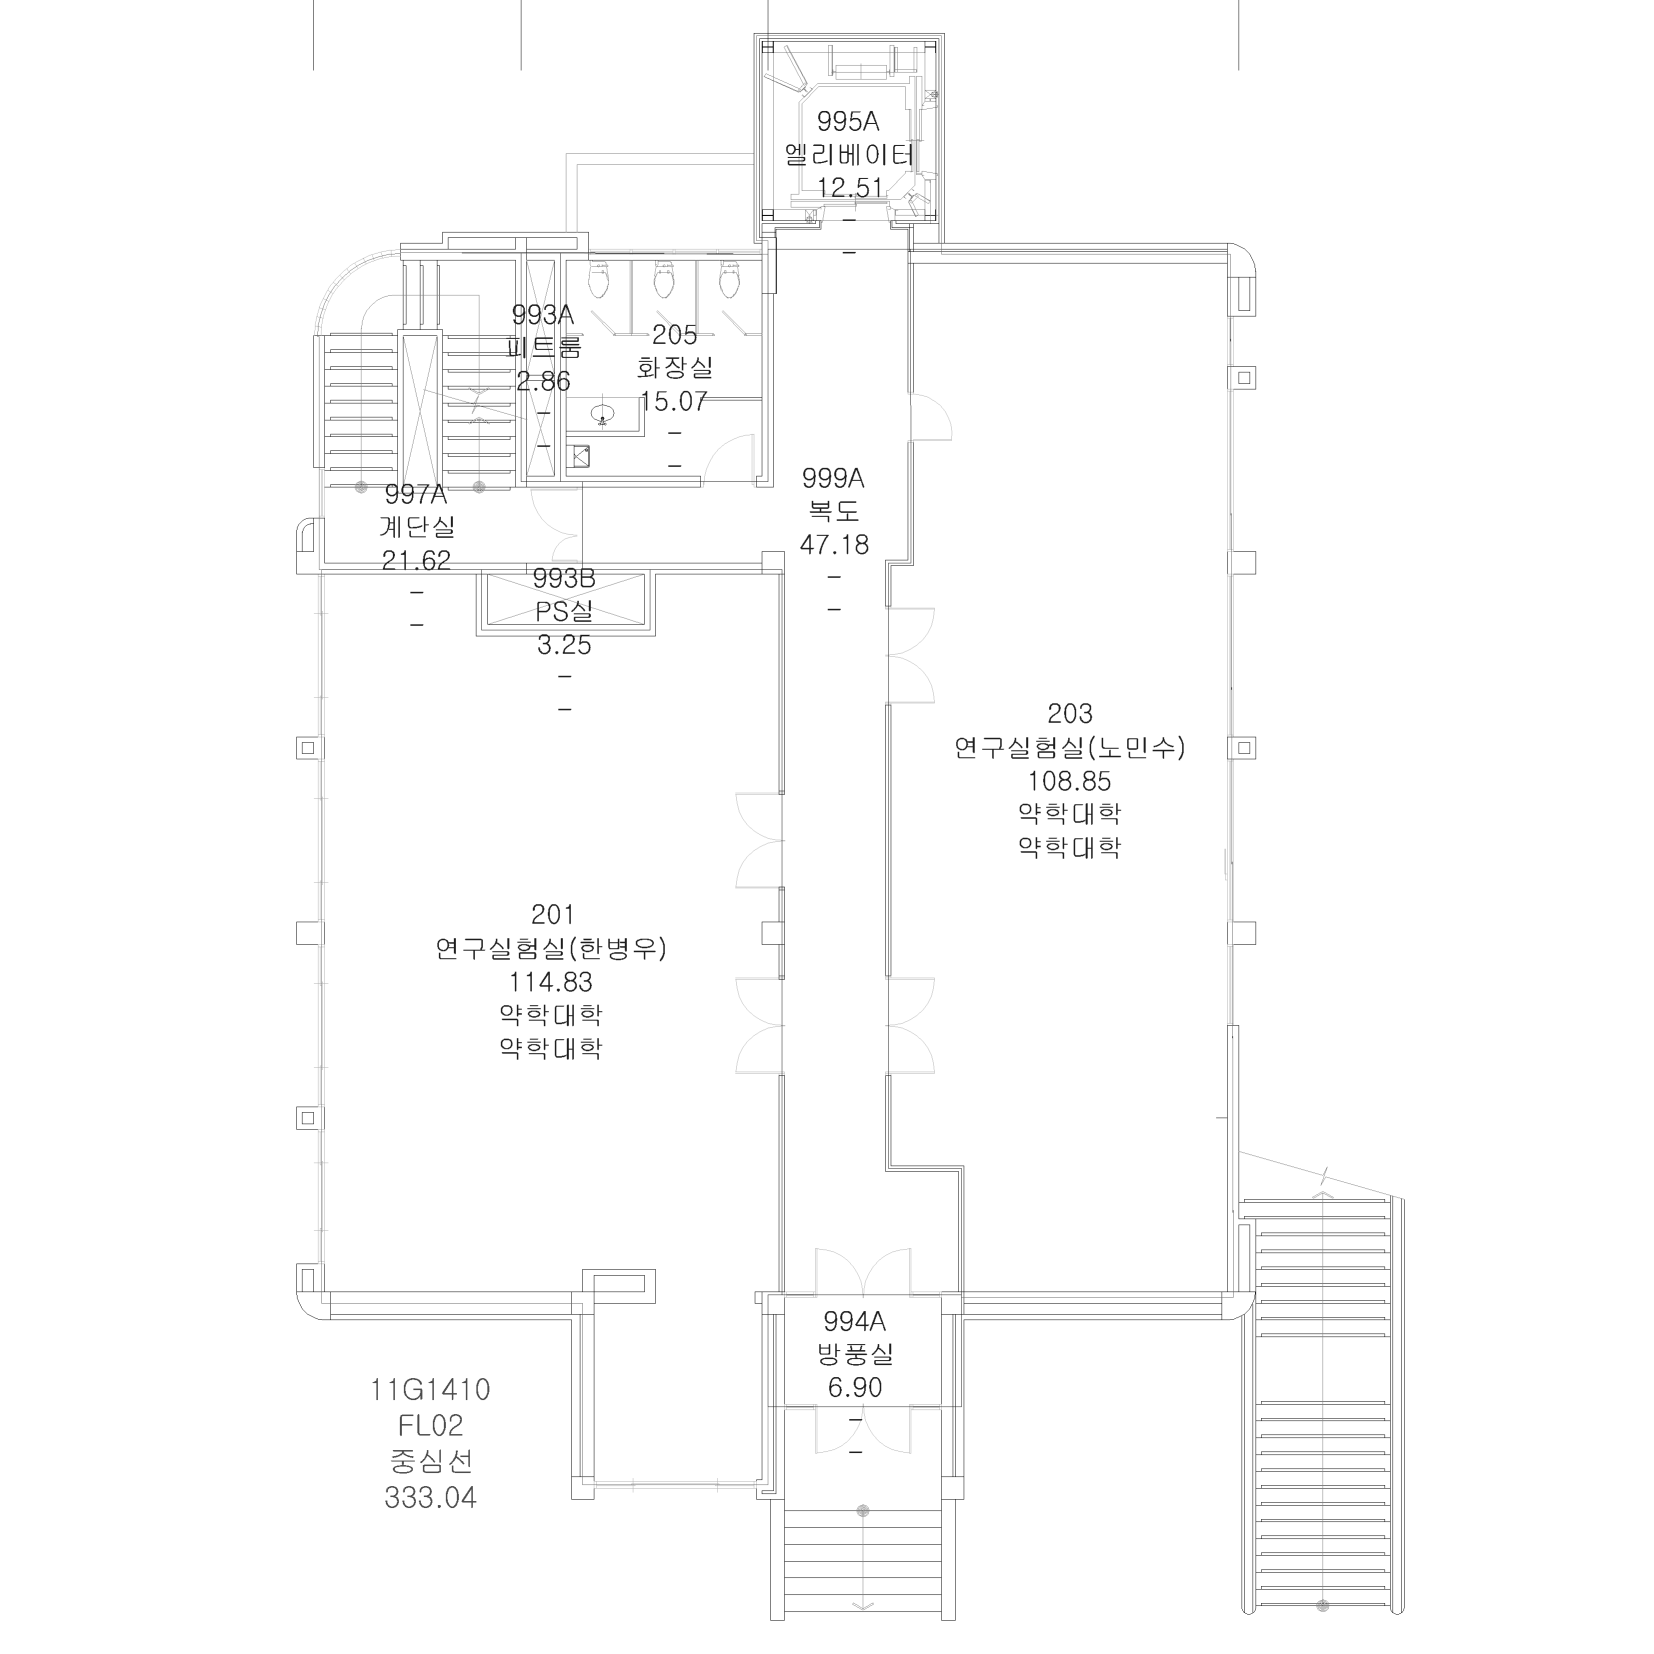 995A
엘리베이터
12.51
993A
피트룸
2.86
205
화장실
15.07
999A
복도
47.18
997A
계단실
21.62
993B
PS실
3.25
203
연구실험실(노민수)
108.85
약학대학
약학대학
201
연구실험실(한병우)
114.83
약학대학
약학대학
994A
방풍실
6.90
11G1410
FL02
중심선
333.04